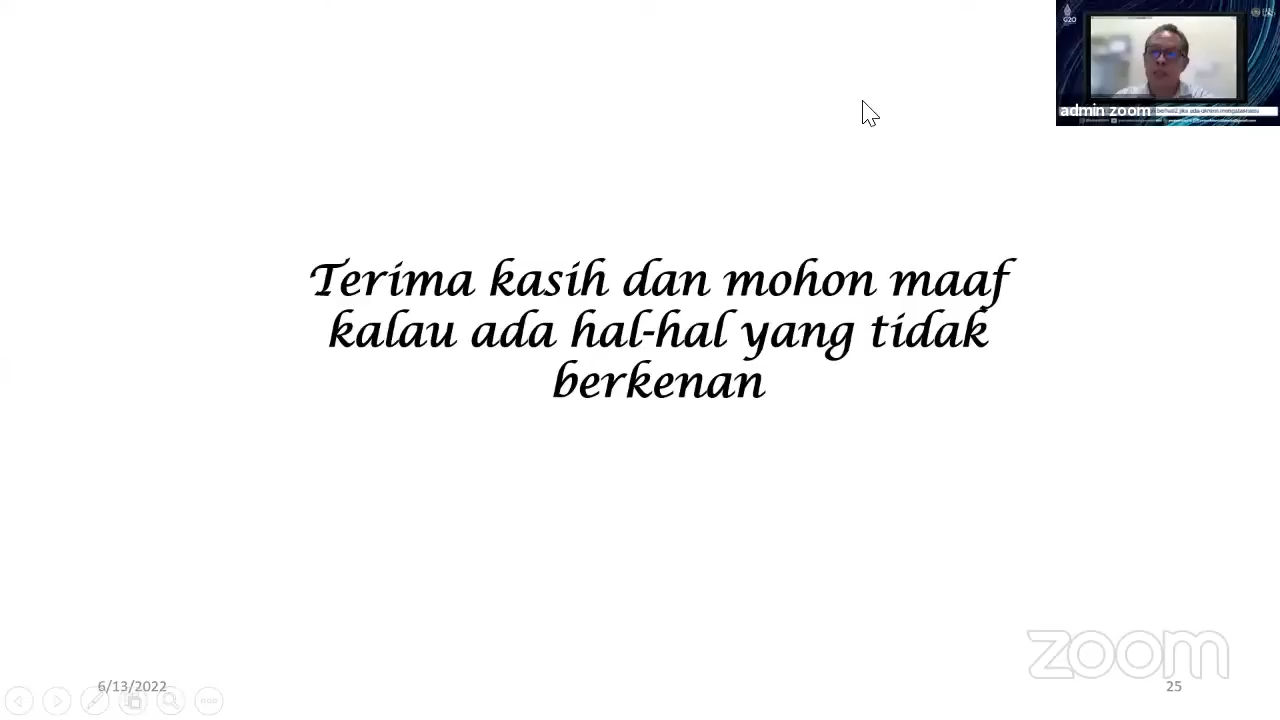 G20
admin zoom
Terima kasih dan mohon maaf
kalau ada hal-hal yang tidak
berkenan
zoom
6/13/2022
25